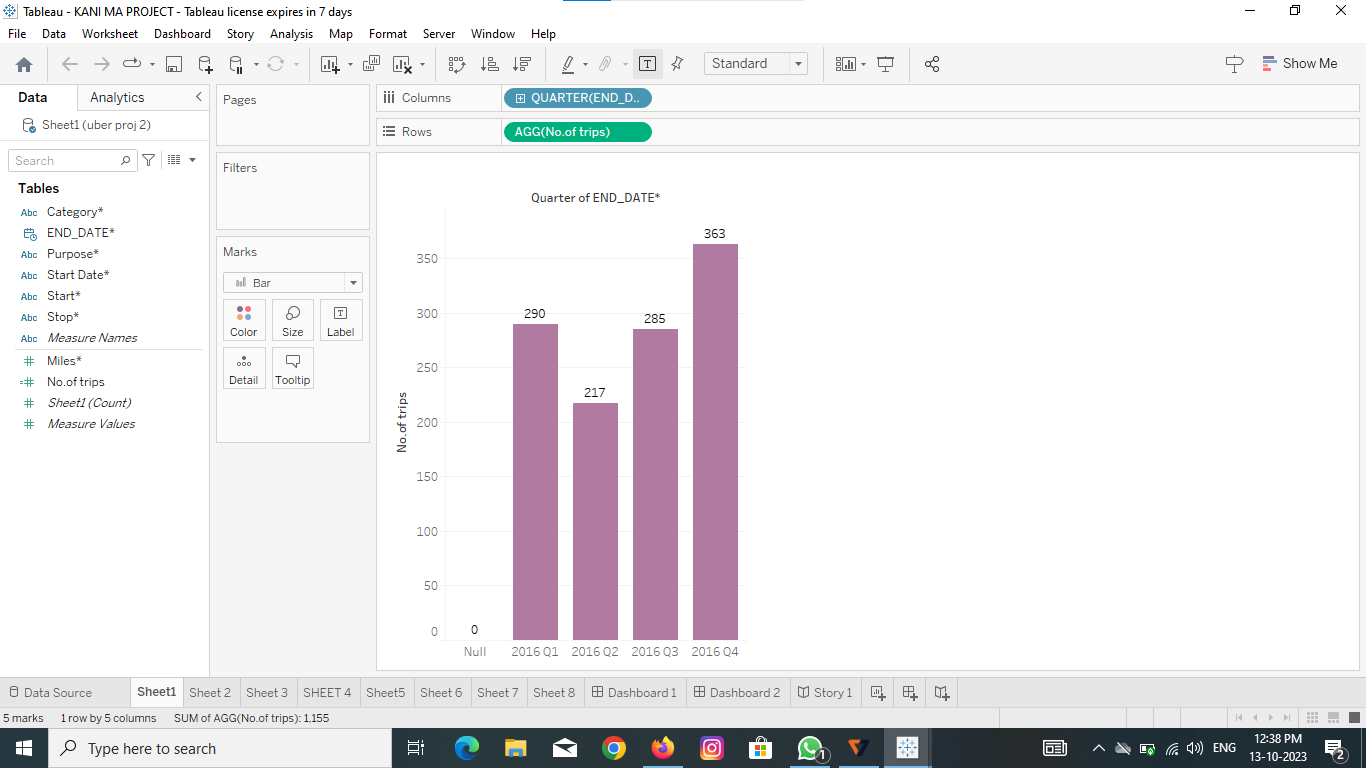 Tableau - KANI MA PROJECT - Tableau license expires in 7 days
File Data Worksheet Dashboard Story Analysis Map Format Server Window Help
Standard
Show Me
Data Analytics
Sheet1 (uber proj 2)
Search
Tables
Abc Category*
END_DATE*
Abc Purpose*
Abc Start Date*
Abc Start*
Abc Stop*
Abc Measure Names
Miles*
No.of trips
Sheet1 (Count)
Measure Values
Pages
Filters
Marks
Bar
Color Size Label
Detail Tooltip
Columns QUARTER(END_D..
Rows AGG(No.of trips)
Quarter of END_DATE*
No.of trips
350
300
250
200
150
100
50
0
0 290 217 285 363
Null 2016 Q1 2016 Q2 2016 Q3 2016 Q4
Data Source Sheet1 Sheet 2 Sheet 3 SHEET 4 Sheet5 Sheet 6 Sheet 7 Sheet 8 Dashboard 1 Dashboard 2 Story 1
5 marks 1 row by 5 columns SUM of AGG(No.of trips): 1,155
Type here to search
1
ENG
12:38 PM
13-10-2023
2